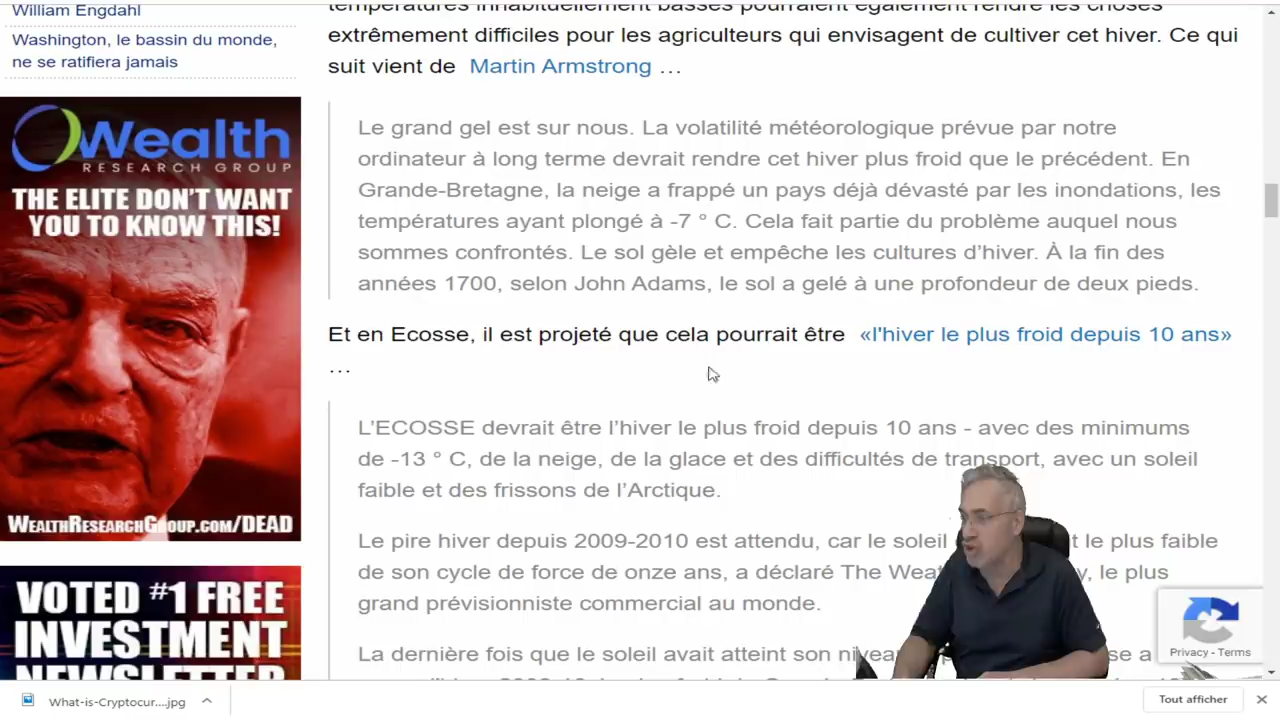 William Engdahl
Washington, le bassin du monde,
ne se ratifiera jamais
Wealth
RESEARCH GROUP
THE ELITE DON'T WANT
YOU TO KNOW THIS!
WEALTHRESEARCHGROUP.COM/DEAD
VOTED #1 FREE
INVESTMENT
NEWSLETTER
températures inhabituellement basses pourraient également rendre les choses
extrêmement difficiles pour les agriculteurs qui envisagent de cultiver cet hiver. Ce qui
suit vient de Martin Armstrong …
Le grand gel est sur nous. La volatilité météorologique prévue par notre
ordinateur à long terme devrait rendre cet hiver plus froid que le précédent. En
Grande-Bretagne, la neige a frappé un pays déjà dévasté par les inondations, les
températures ayant plongé à -7 ° C. Cela fait partie du problème auquel nous
sommes confrontés. Le sol gèle et empêche les cultures d’hiver. À la fin des
années 1700, selon John Adams, le sol a gelé à une profondeur de deux pieds.
Et en Ecosse, il est projeté que cela pourrait être «l'hiver le plus froid depuis 10 ans»
…
L’ECOSSE devrait être l’hiver le plus froid depuis 10 ans - avec des minimums
de -13 ° C, de la neige, de la glace et des difficultés de transport, avec un soleil
faible et des frissons de l’Arctique.
Le pire hiver depuis 2009-2010 est attendu, car le soleil le plus faible
de son cycle de force de onze ans, a déclaré The , le plus
grand prévisionniste commercial au monde.
La dernière fois que le soleil avait atteint son a
Privacy - Terms
What-is-Cryptocur....jpg
Tout afficher